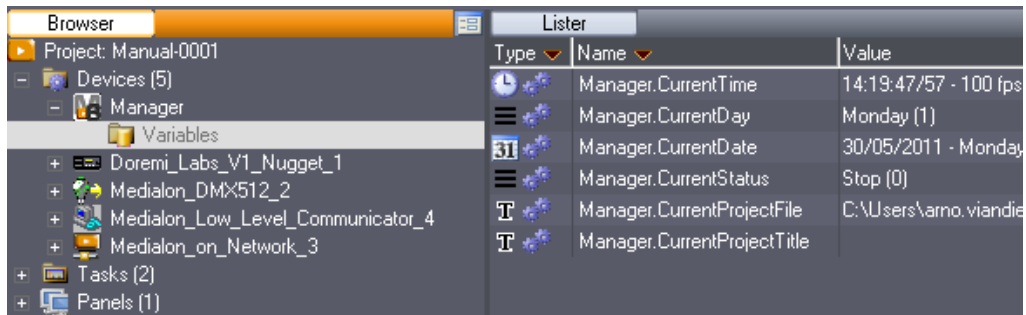 Browser
Project: Manual-0001
Devices (5)
Manager
Variables
Doremi_Labs_V1_Nugget_1
Medialon_DMX512_2
Medialon_Low_Level_Communicator_4
Medialon_on_Network_3
Tasks (2)
Panels (1)
Lister
Type Name Value
Manager.CurrentTime 14:19:47/57 - 100 fps
Manager.CurrentDay Monday (1)
31 Manager.CurrentDate 30/05/2011 - Monday
Manager.CurrentStatus Stop (0)
T Manager.CurrentProjectFile C:\Users\arno.viandie
T Manager.CurrentProjectTitle